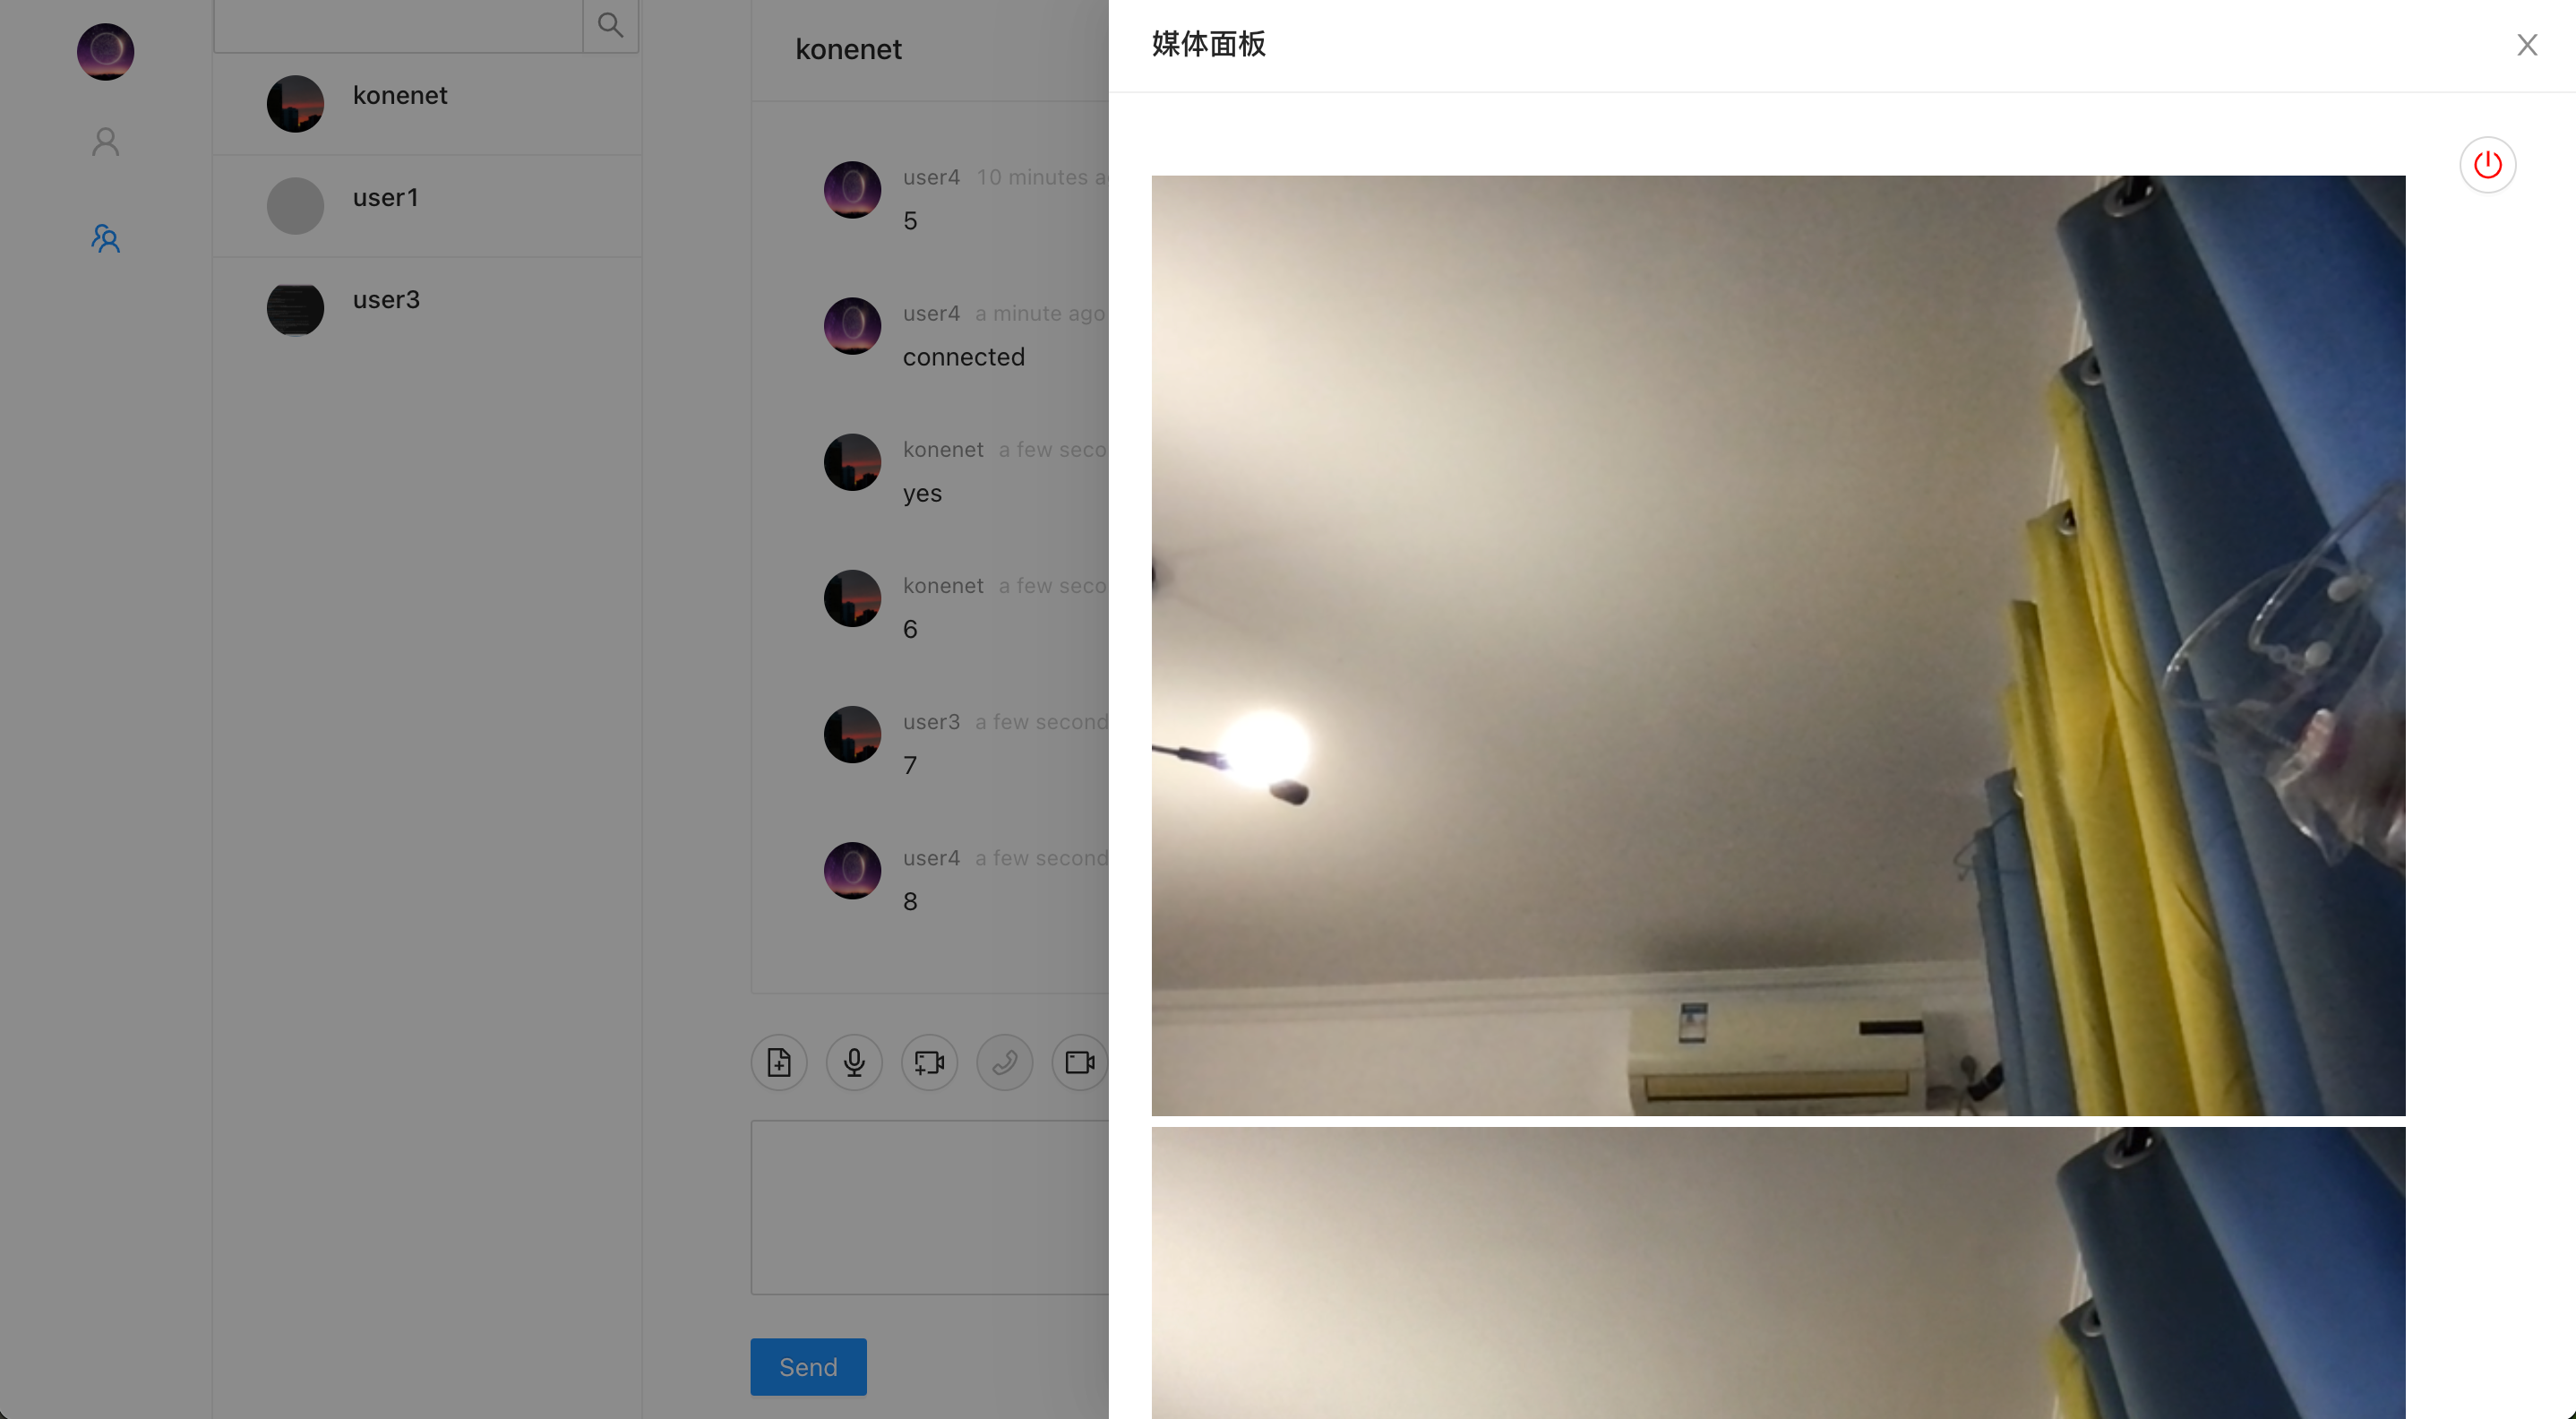 konenet
user1
user3
konenet
user4 10 minutes a
5
user4 a minute ago
connected
konenet a few seco
yes
konenet a few seco
6
user3 a few second
7
user4 a few second
8
Send
媒体面板